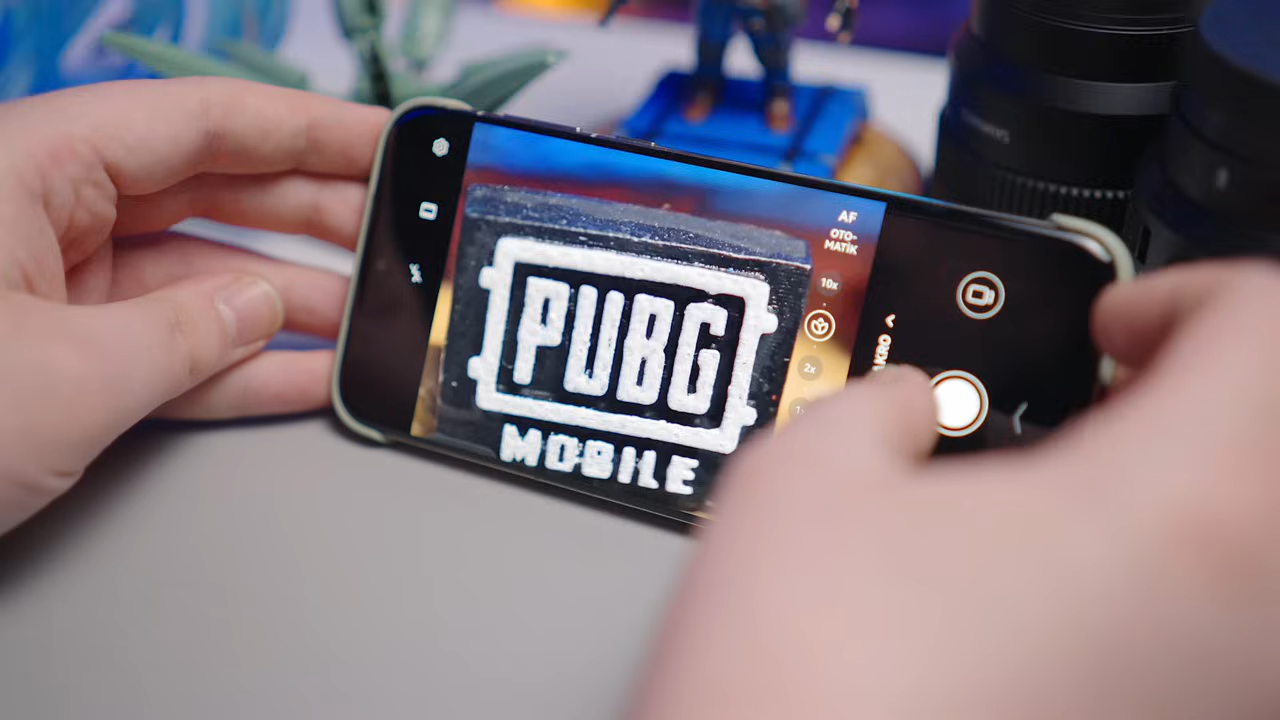 PUBG
MOBILE
AF
OTO-
MATİK
10x
2x